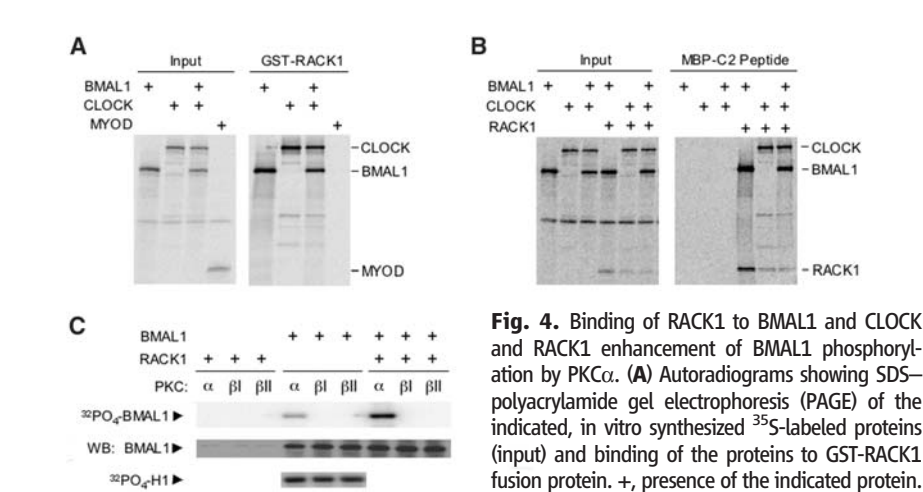 A
Input
GST-RACK1
BMAL1 + + + +
CLOCK + + + +
MYOD + +
CLOCK
BMAL1
MYOD
B
Input
MBP-C2 Peptide
BMAL1 + + + + + + + +
CLOCK + + + + + + + +
RACK1 + + + + + +
CLOCK
BMAL1
RACK1
C
BMAL1 + + + + + +
RACK1 + + + + + +
PKC: α βI βII α βI βII α βI βII
³²PO₄-BMAL1►
WB: BMAL1►
³²PO₄-H1►
Fig. 4. Binding of RACK1 to BMAL1 and CLOCK
and RACK1 enhancement of BMAL1 phosphoryl-
ation by PKCα. (A) Autoradiograms showing SDS–
polyacrylamide gel electrophoresis (PAGE) of the
indicated, in vitro synthesized ³⁵S-labeled proteins
(input) and binding of the proteins to GST-RACK1
fusion protein. +, presence of the indicated protein.